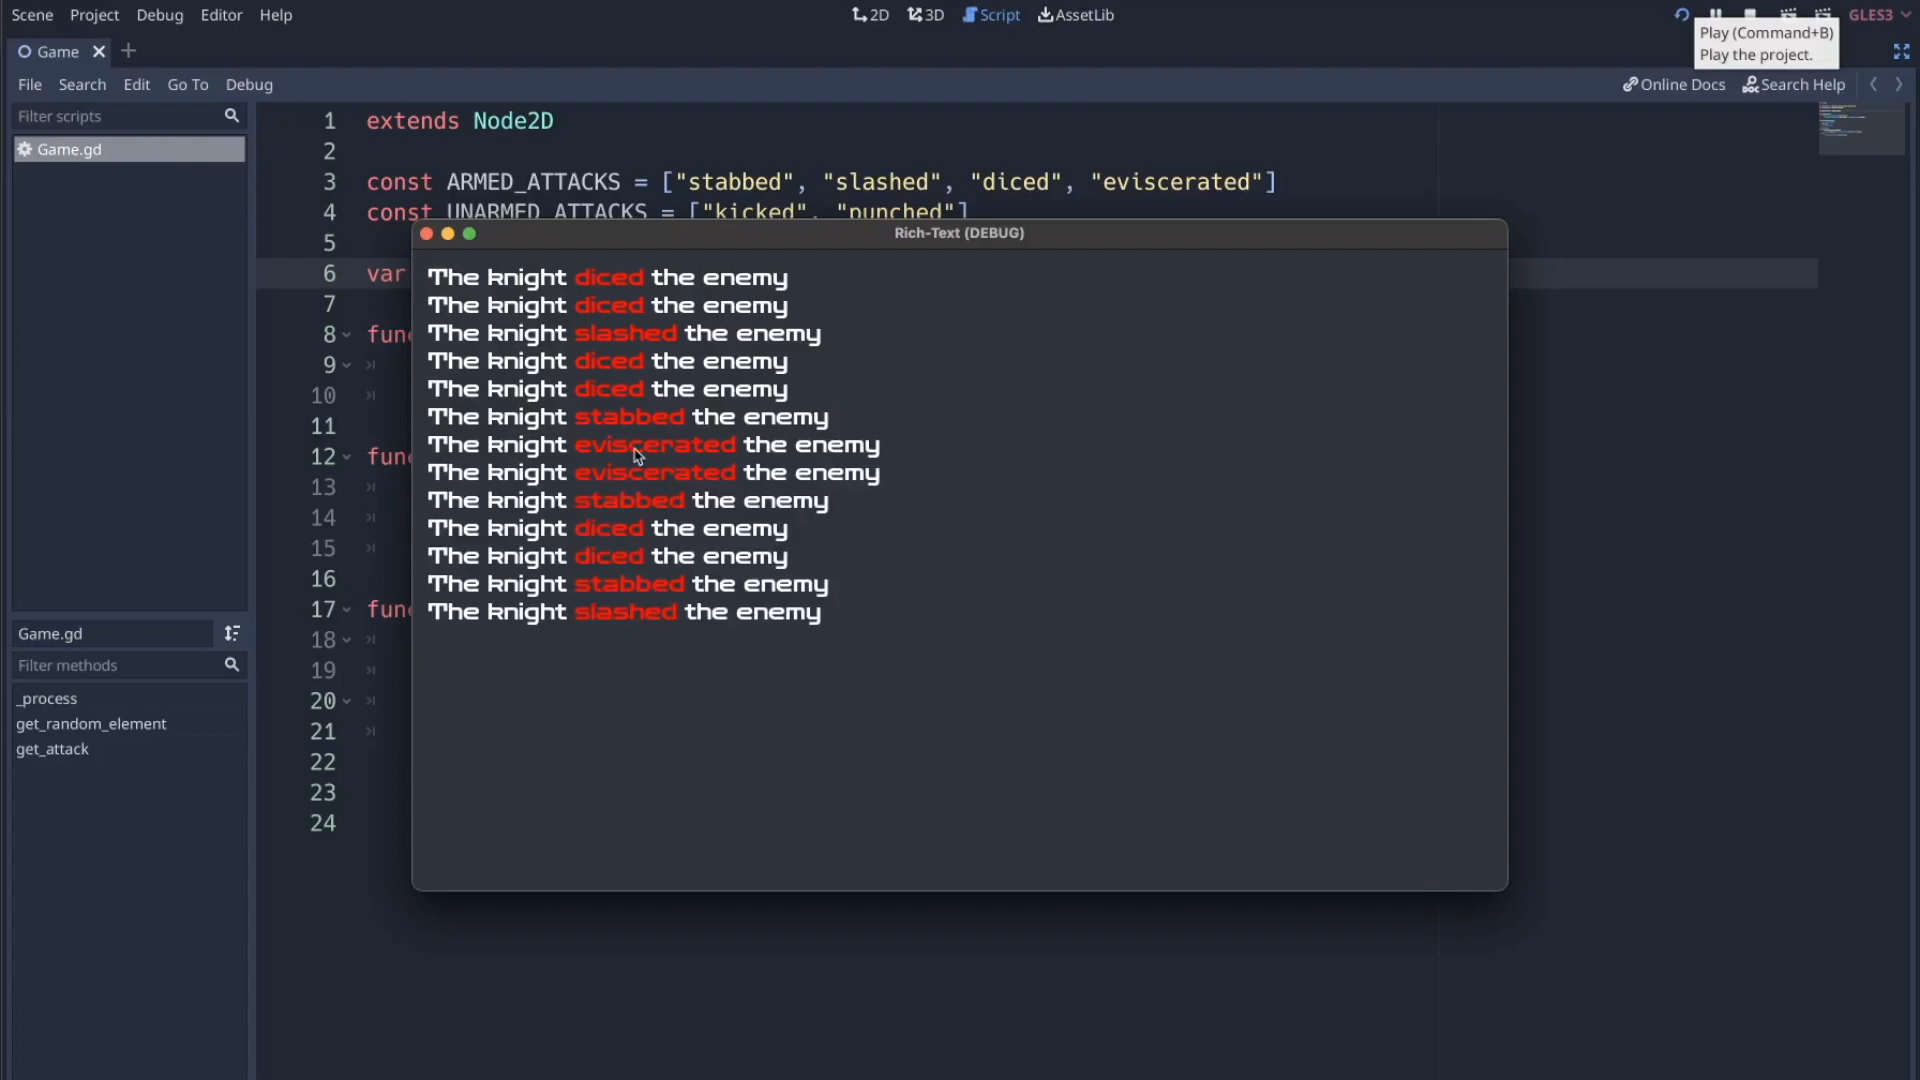 Scene Project Debug Editor Help
2D 3D Script AssetLib
GLES3
Play (Command+B)
Play the project.
Game
File Search Edit Go To Debug
Online Docs Search Help
Filter scripts
Game.gd
1 extends Node2D
2
3 const ARMED_ATTACKS = ["stabbed", "slashed", "diced", "eviscerated"]
4 const UNARMED_ATTACKS = ["kicked", "punched"]
5
6 var
7
8 func
9
10
11
12 func
13
14
15
16
17 func
18
19
20
21
22
23
24
Rich-Text (DEBUG)
The knight diced the enemy
The knight diced the enemy
The knight slashed the enemy
The knight diced the enemy
The knight diced the enemy
The knight stabbed the enemy
The knight eviscerated the enemy
The knight eviscerated the enemy
The knight stabbed the enemy
The knight diced the enemy
The knight diced the enemy
The knight stabbed the enemy
The knight slashed the enemy
Game.gd
Filter methods
_process
get_random_element
get_attack